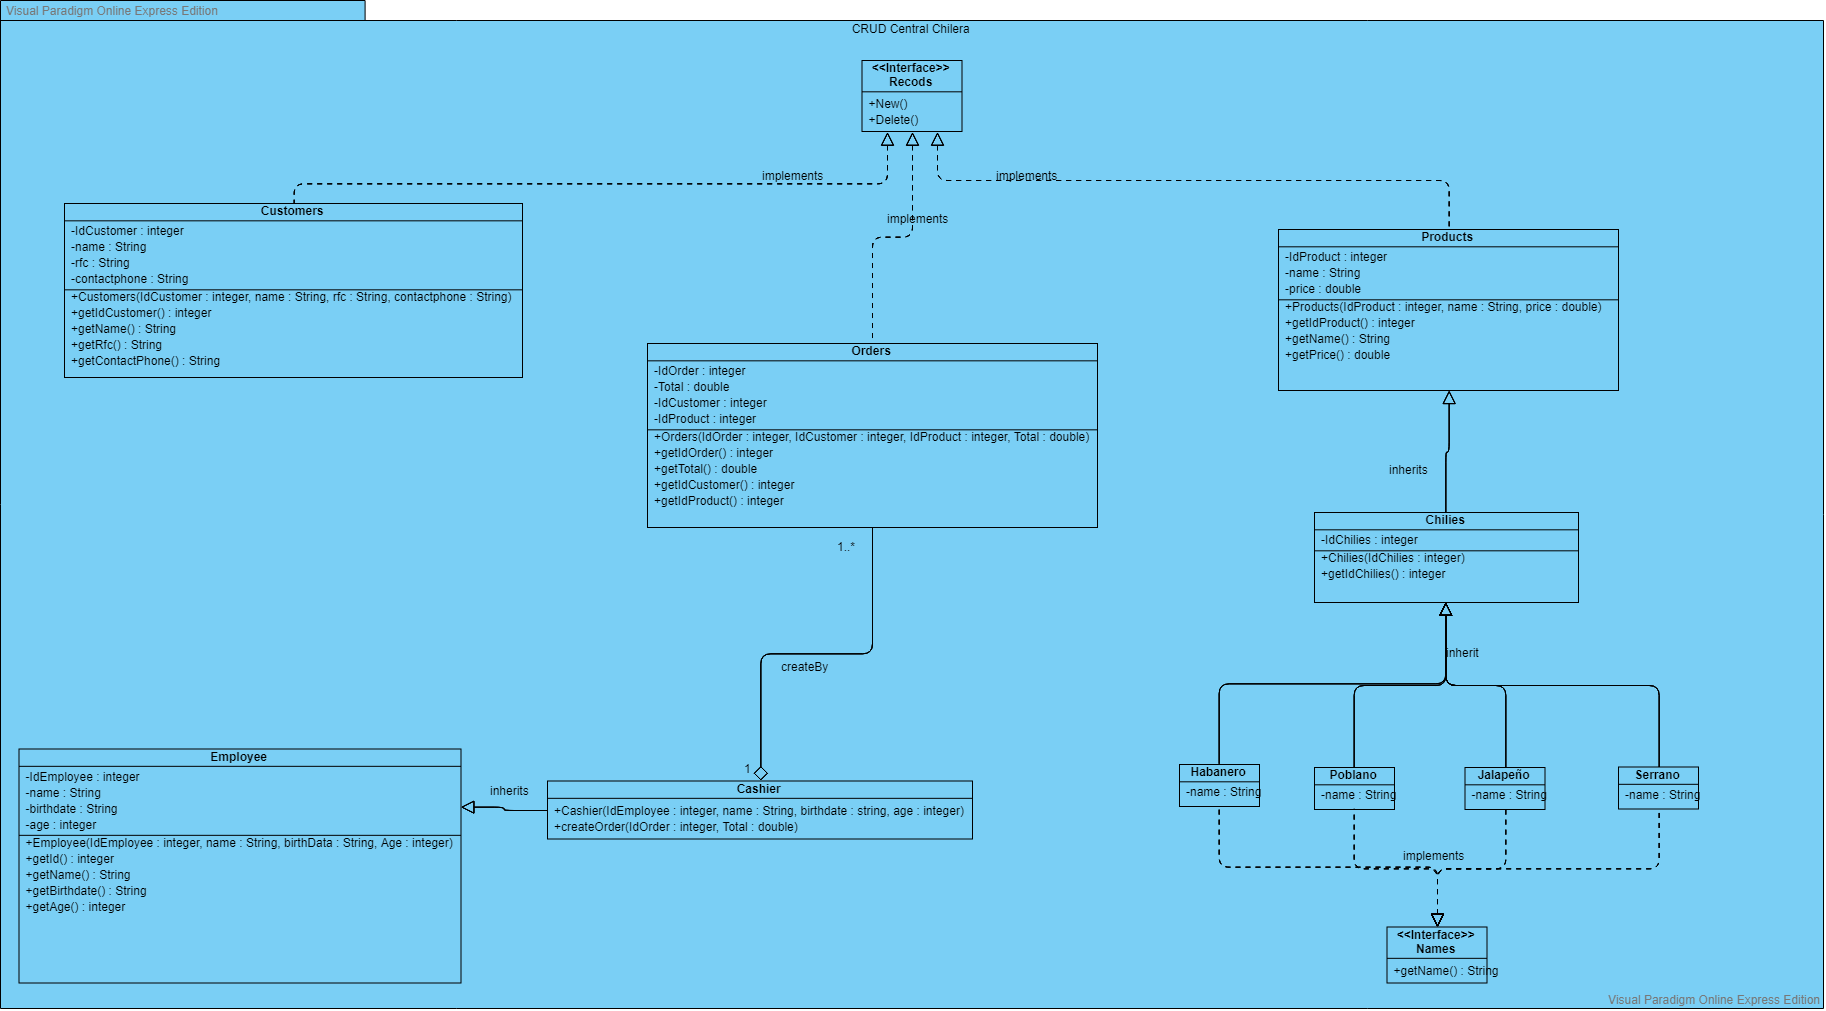 Visual Paradigm Online Express Edition
CRUD Central Chilera
<<Interface>>
Recods
+New()
+Delete()
implements
implements
implements
Customers
-IdCustomer : integer
-name : String
-rfc : String
-contactphone : String
+Customers(IdCustomer : integer, name : String, rfc : String, contactphone : String)
+getIdCustomer() : integer
+getName() : String
+getRfc() : String
+getContactPhone() : String
Products
-IdProduct : integer
-name : String
-price : double
+Products(IdProduct : integer, name : String, price : double)
+getIdProduct() : integer
+getName() : String
+getPrice() : double
Orders
-IdOrder : integer
-Total : double
-IdCustomer : integer
-IdProduct : integer
+Orders(IdOrder : integer, IdCustomer : integer, IdProduct : integer, Total : double)
+getIdOrder() : integer
+getTotal() : double
+getIdCustomer() : integer
+getIdProduct() : integer
inherits
Chilies
-IdChilies : integer
+Chilies(IdChilies : integer)
+getIdChilies() : integer
1..*
createBy
1
inherit
Employee
-IdEmployee : integer
-name : String
-birthdate : String
-age : integer
+Employee(IdEmployee : integer, name : String, birthData : String, Age : integer)
+getId() : integer
+getName() : String
+getBirthdate() : String
+getAge() : integer
inherits
Cashier
+Cashier(IdEmployee : integer, name : String, birthdate : string, age : integer)
+createOrder(IdOrder : integer, Total : double)
Habanero
-name : String
Poblano
-name : String
Jalapeño
-name : String
Serrano
-name : String
implements
<<Interface>>
Names
+getName() : String
Visual Paradigm Online Express Edition